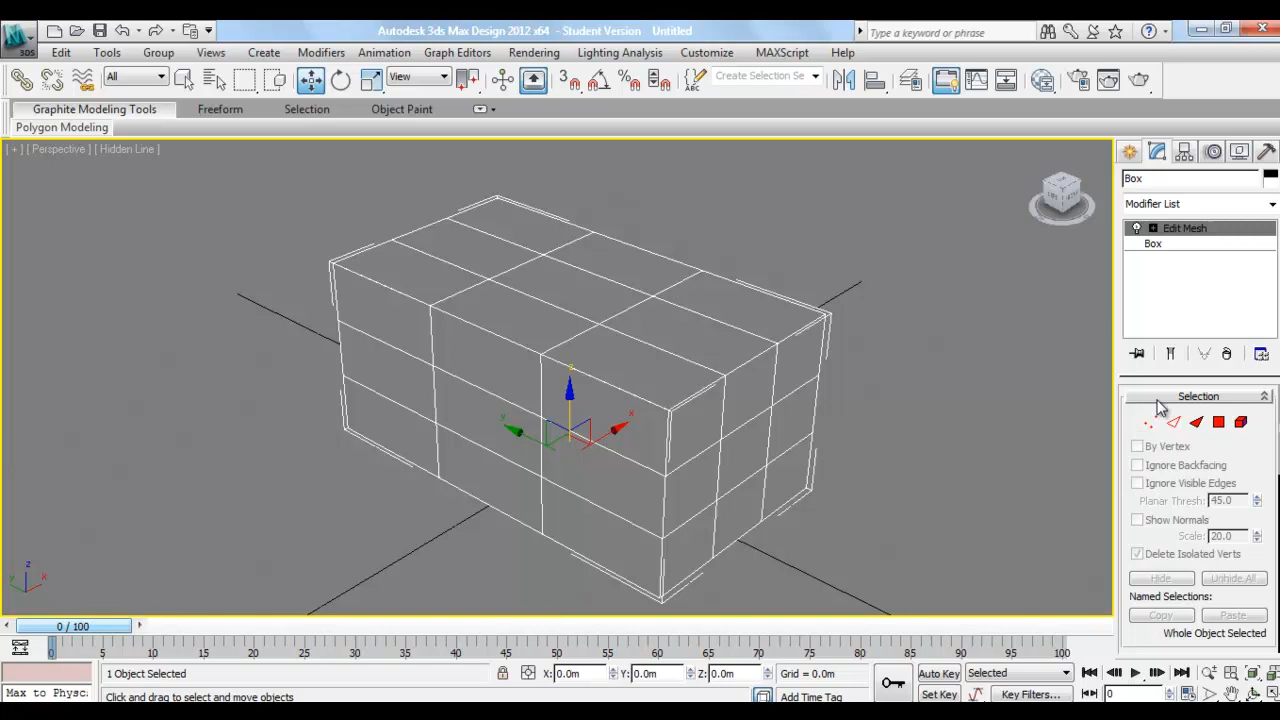 Autodesk 3ds Max Design 2012 x64 - Student Version Untitled
Type a keyword or phrase
3DS
Edit Tools Group Views Create Modifiers Animation Graph Editors Rendering Lighting Analysis Customize MAXScript Help
All View 3 ABC Create Selection Se
Graphite Modeling Tools Freeform Selection Object Paint
Polygon Modeling
[ + ] [ Perspective ] [ Hidden Line ]
Box
Modifier List
Edit Mesh
Box
z
y x
Selection
By Vertex
Ignore Backfacing
Ignore Visible Edges
Planar Thresh: 45.0
Show Normals
Scale: 20.0
Delete Isolated Verts
Hide Unhide All
Named Selections:
Copy Paste
Whole Object Selected
z
y x
0 / 100
0 5 10 15 20 25 30 35 40 45 50 55 60 65 70 75 80 85 90 95 100
1 Object Selected X: 0.0m Y: 0.0m Z: 0.0m Grid = 0.0m Auto Key Selected
Max to Physc. Click and drag to select and move objects Add Time Tag Set Key Key Filters... 0